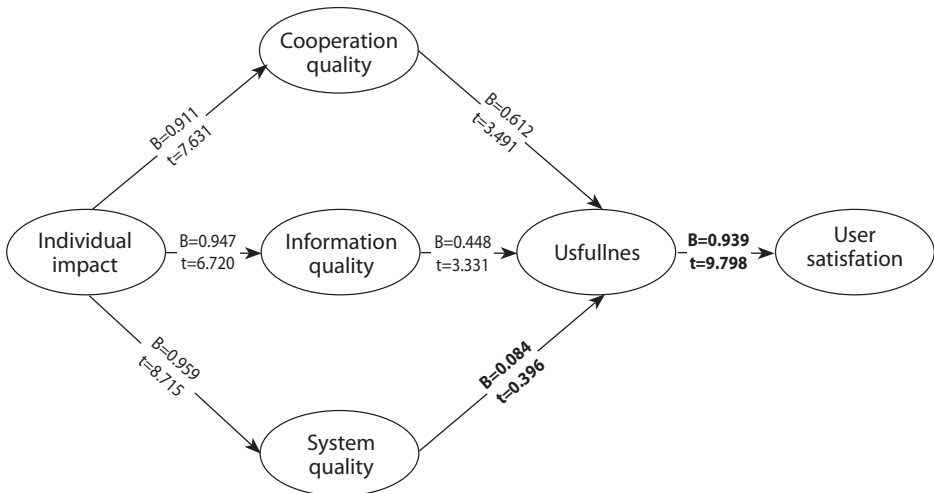 Cooperation
quality
B=0.911
t=7.631
B=0.612
t=3.491
Individual
impact
B=0.947
t=6.720
Information
quality
B=0.448
t=3.331
Usfullnes
B=0.939
t=9.798
User
satisfation
B=0.959
t=8.715
B=0.084
t=0.396
System
quality